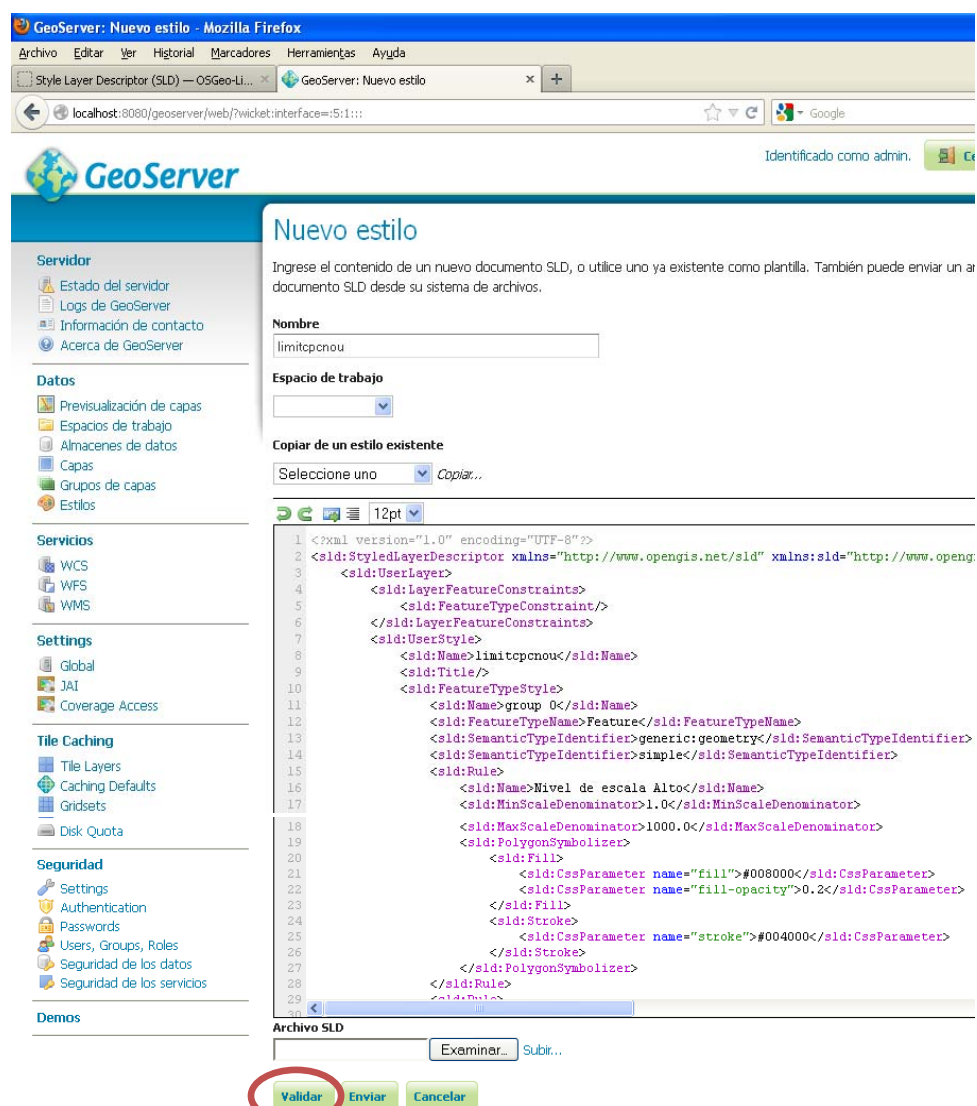 GeoServer: Nuevo estilo - Mozilla Firefox
Archivo Editar Ver Historial Marcadores Herramientas Ayuda
Style Layer Descriptor (SLD) — OSGeo-Li... × GeoServer: Nuevo estilo × +
localhost:8080/geoserver/web/?wicket:interface=:5:1::: Google
GeoServer
Identificado como admin.
Servidor
Estado del servidor
Logs de GeoServer
Información de contacto
Acerca de GeoServer
Datos
Previsualización de capas
Espacios de trabajo
Almacenes de datos
Capas
Grupos de capas
Estilos
Servicios
WCS
WFS
WMS
Settings
Global
JAI
Coverage Access
Tile Caching
Tile Layers
Caching Defaults
Gridsets
Disk Quota
Seguridad
Settings
Authentication
Passwords
Users, Groups, Roles
Seguridad de los datos
Seguridad de los servicios
Demos
Nuevo estilo
Ingrese el contenido de un nuevo documento SLD, o utilice uno ya existente como plantilla. También puede enviar un
documento SLD desde su sistema de archivos.
Nombre
limitcpcnou
Espacio de trabajo
Copiar de un estilo existente
Seleccione uno Copiar...
12pt
1 <?xml version="1.0" encoding="UTF-8"?>
2 <sld:StyledLayerDescriptor xmlns="http://www.opengis.net/sld" xmlns:sld="http://www.opengi
3 <sld:UserLayer>
4 <sld:LayerFeatureConstraints>
5 <sld:FeatureTypeConstraint/>
6 </sld:LayerFeatureConstraints>
7 <sld:UserStyle>
8 <sld:Name>limitcpcnou</sld:Name>
9 <sld:Title/>
10 <sld:FeatureTypeStyle>
11 <sld:Name>group 0</sld:Name>
12 <sld:FeatureTypeName>Feature</sld:FeatureTypeName>
13 <sld:SemanticTypeIdentifier>generic:geometry</sld:SemanticTypeIdentifier>
14 <sld:SemanticTypeIdentifier>simple</sld:SemanticTypeIdentifier>
15 <sld:Rule>
16 <sld:Name>Nivel de escala Alto</sld:Name>
17 <sld:MinScaleDenominator>1.0</sld:MinScaleDenominator>
18 <sld:MaxScaleDenominator>1000.0</sld:MaxScaleDenominator>
19 <sld:PolygonSymbolizer>
20 <sld:Fill>
21 <sld:CssParameter name="fill">#008000</sld:CssParameter>
22 <sld:CssParameter name="fill-opacity">0.2</sld:CssParameter>
23 </sld:Fill>
24 <sld:Stroke>
25 <sld:CssParameter name="stroke">#004000</sld:CssParameter>
26 </sld:Stroke>
27 </sld:PolygonSymbolizer>
28 </sld:Rule>
29 <sld:Rule>
30
Archivo SLD
Examinar... Subir...
Validar Enviar Cancelar